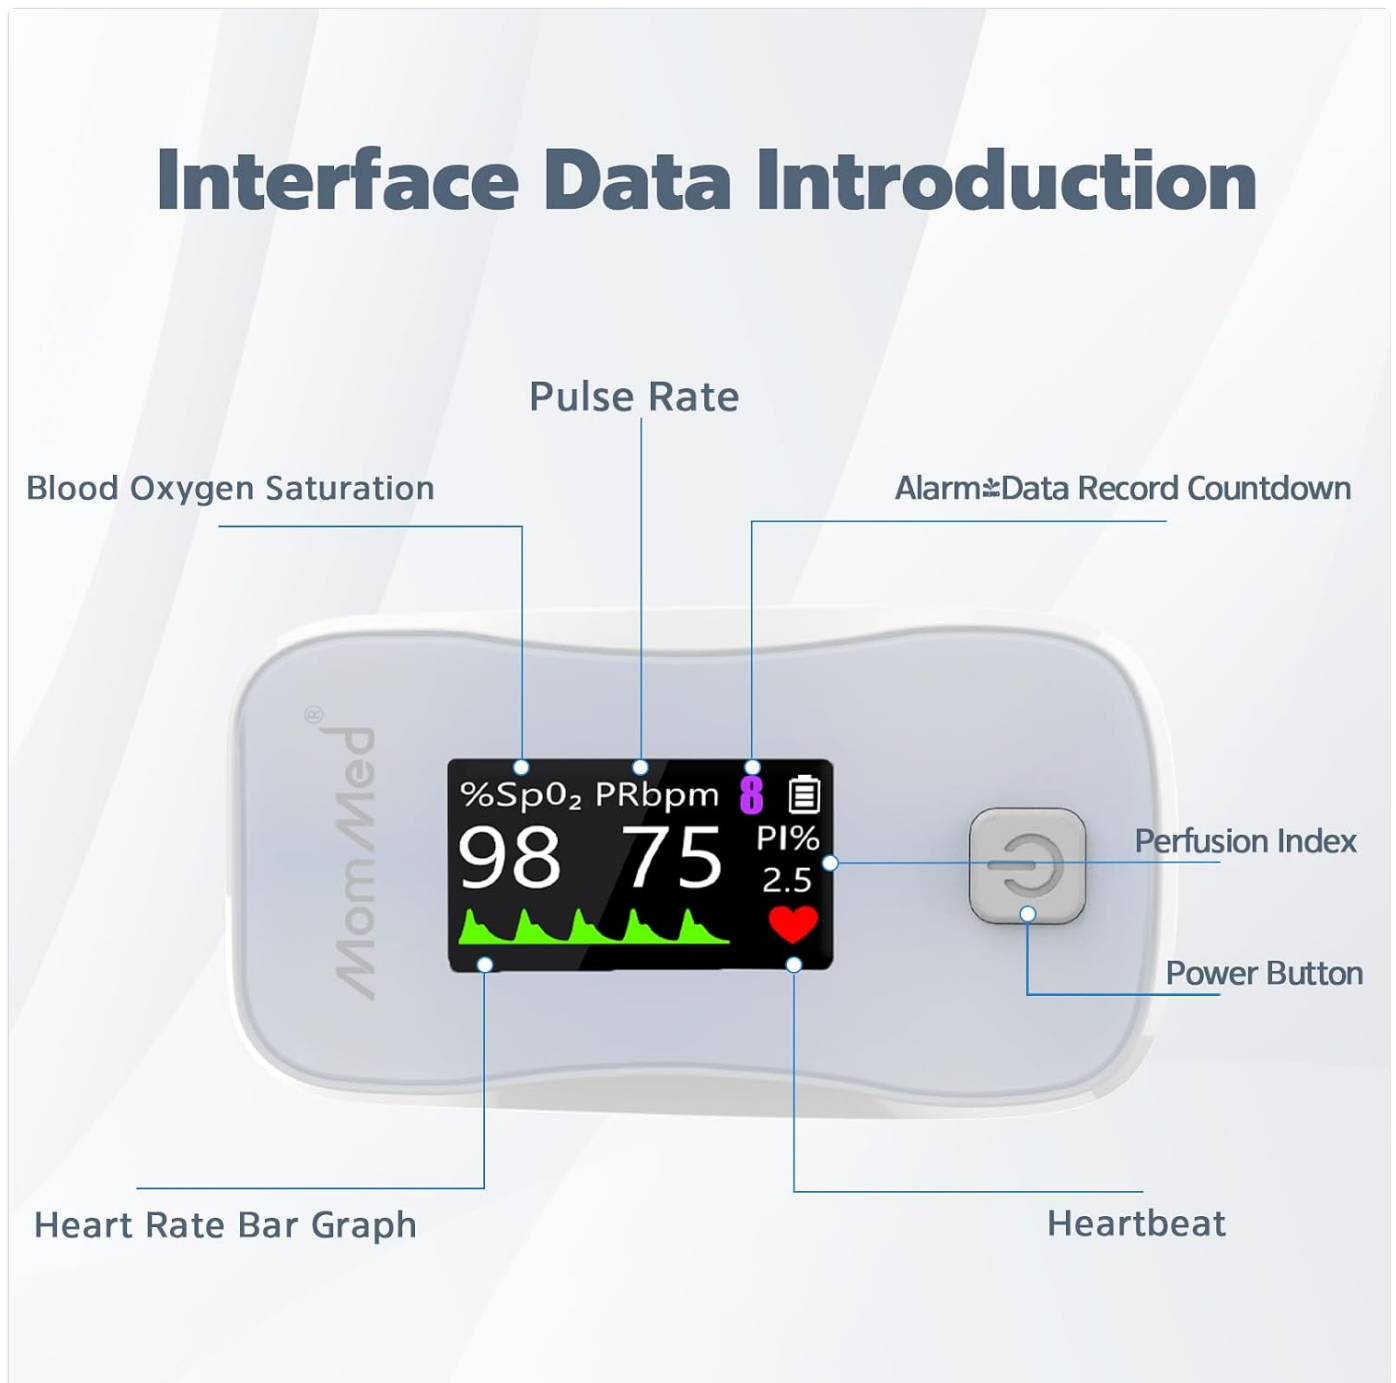 Interface Data Introduction
Pulse Rate
Blood Oxygen Saturation
Alarm&Data Record Countdown
MomMed®
%SpO₂ PRbpm 8
98 75 PI%
2.5
Perfusion Index
Power Button
Heart Rate Bar Graph
Heartbeat